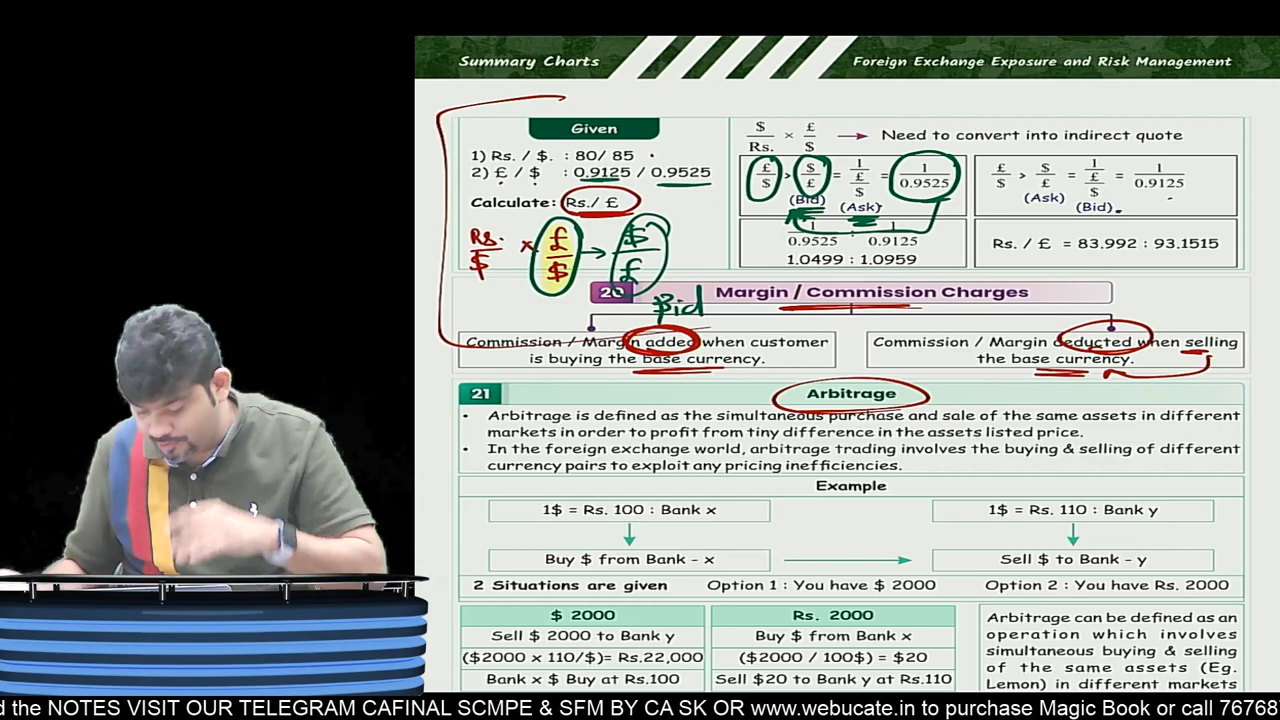 Summary Charts
Foreign Exchange Exposure and Risk Management
Given
1) Rs. / $. : 80/ 85
2) £ / $ : 0.9125 / 0.9525
Calculate: Rs./ £
Rs. / $ × £ / $ → $ / £
Bid
$ / Rs. × £ / $ → Need to convert into indirect quote
£ / $ > $ / £ = 1 / £ / $ = 1 / 0.9525
(Bid)
(Ask)
£ / $ > $ / £ = 1 / £ / $ = 1 / 0.9125
(Ask)
(Bid)
1 / 0.9525 : 1 / 0.9125
1.0499 : 1.0959
Rs. / £ = 83.992 : 93.1515
20 Margin / Commission Charges
Commission / Margin added when customer
is buying the base currency.
Commission / Margin deducted when selling
the base currency.
21 Arbitrage
• Arbitrage is defined as the simultaneous purchase and sale of the same assets in different
markets in order to profit from tiny difference in the assets listed price.
• In the foreign exchange world, arbitrage trading involves the buying & selling of different
currency pairs to exploit any pricing inefficiencies.
Example
1$ = Rs. 100 : Bank x
1$ = Rs. 110 : Bank y
Buy $ from Bank - x
Sell $ to Bank - y
2 Situations are given Option 1 : You have $ 2000 Option 2 : You have Rs. 2000
$ 2000
Sell $ 2000 to Bank y
($2000 x 110/$)= Rs.22,000
Bank x $ Buy at Rs.100
Rs. 2000
Buy $ from Bank x
($2000 / 100$) = $20
Sell $20 to Bank y at Rs.110
Arbitrage can be defined as an
operation which involves
simultaneous buying & selling
of the same assets (Eg.
Lemon) in different markets
d the NOTES VISIT OUR TELEGRAM CAFINAL SCMPE & SFM BY CA SK OR www.webucate.in to purchase Magic Book or call 76768